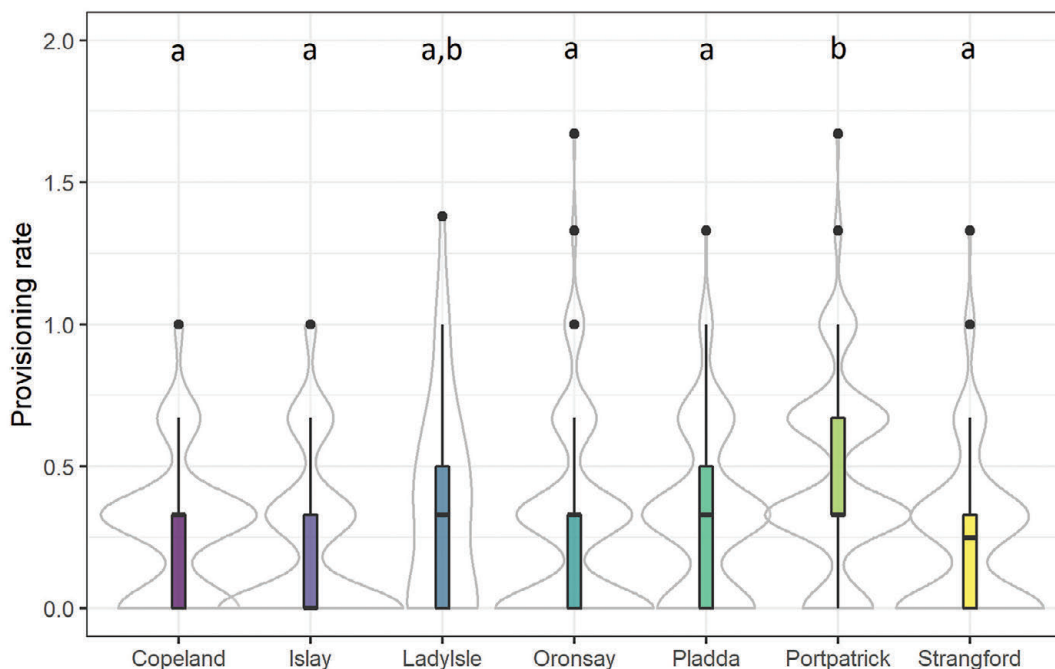 a a a,b a a b a
2.0
1.5
1.0
0.5
0.0
Provisioning rate
Copeland Islay LadyIsle Oronsay Pladda Portpatrick Strangford